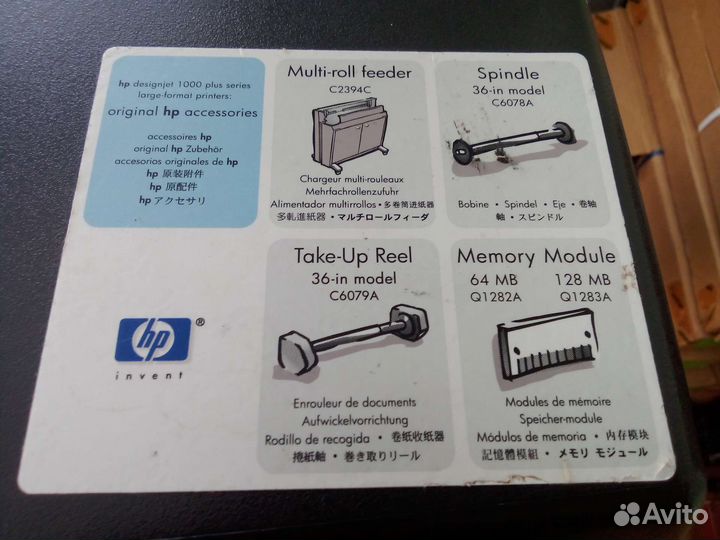 hp designjet 1000 plus series
large-format printers:
original hp accessories
accessoires hp
original hp Zubehör
accesorios originales de hp
hp 原装附件
hp 原配件
hp アクセサリ
hp ®
invent
Multi-roll feeder
C2394C
Chargeur multi-rouleaux
Mehrfachrollenzufuhr
Alimentador multirrollos • 多卷筒进纸器
多軋進紙器 • マルチロールフィーダ
Spindle
36-in model
C6078A
Bobine • Spindel • Eje • 卷轴
軸 • スピンドル
Take-Up Reel
36-in model
C6079A
Enrouleur de documents
Aufwickelvorrichtung
Rodillo de recogida • 卷纸收纸器
捲紙軸 • 巻き取りリール
Memory Module
64 MB 128 MB
Q1282A Q1283A
Modules de mémoire
Speicher-module
Módulos de memoria • 内存模块
記憶體模組 • メモリ モジュール
Avito